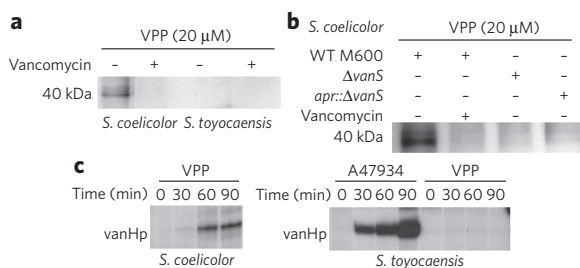 a
VPP (20 µM)
Vancomycin – + – +
40 kDa
S. coelicolor S. toyocaensis
b
S. coelicolor VPP (20 µM)
WT M600 + + – –
ΔvanS – – + –
apr::ΔvanS – – – +
Vancomycin – + – –
40 kDa
c
VPP
Time (min) 0 30 60 90
vanHp
S. coelicolor
A47934 VPP
Time (min) 0 30 60 90 0 30 60 90
vanHp
S. toyocaensis